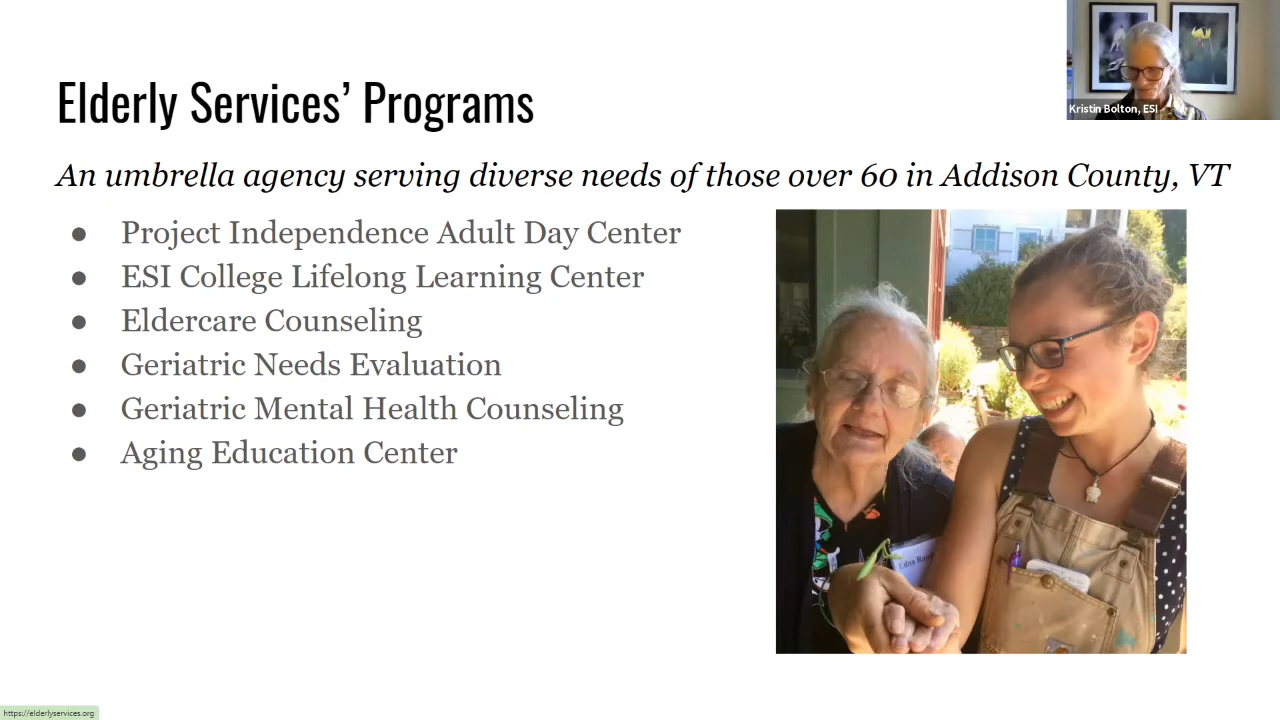 Elderly Services’ Programs
Kristin Bolton, ESI
An umbrella agency serving diverse needs of those over 60 in Addison County, VT
● Project Independence Adult Day Center
● ESI College Lifelong Learning Center
● Eldercare Counseling
● Geriatric Needs Evaluation
● Geriatric Mental Health Counseling
● Aging Education Center
Edna
https://elderlyservices.org